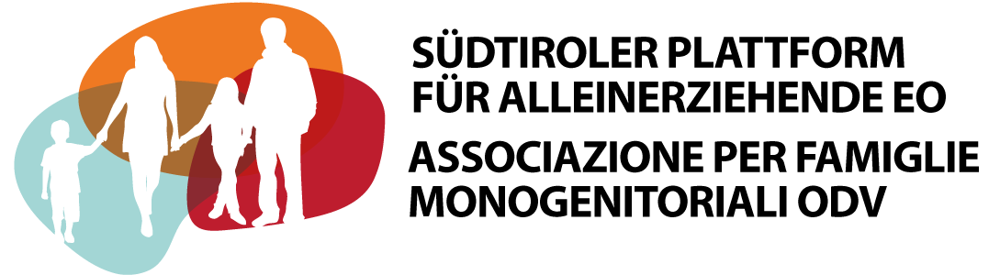 SÜDTIROLER PLATTFORM
FÜR ALLEINERZIEHENDE EO
ASSOCIAZIONE PER FAMIGLIE
MONOGENITORIALI ODV